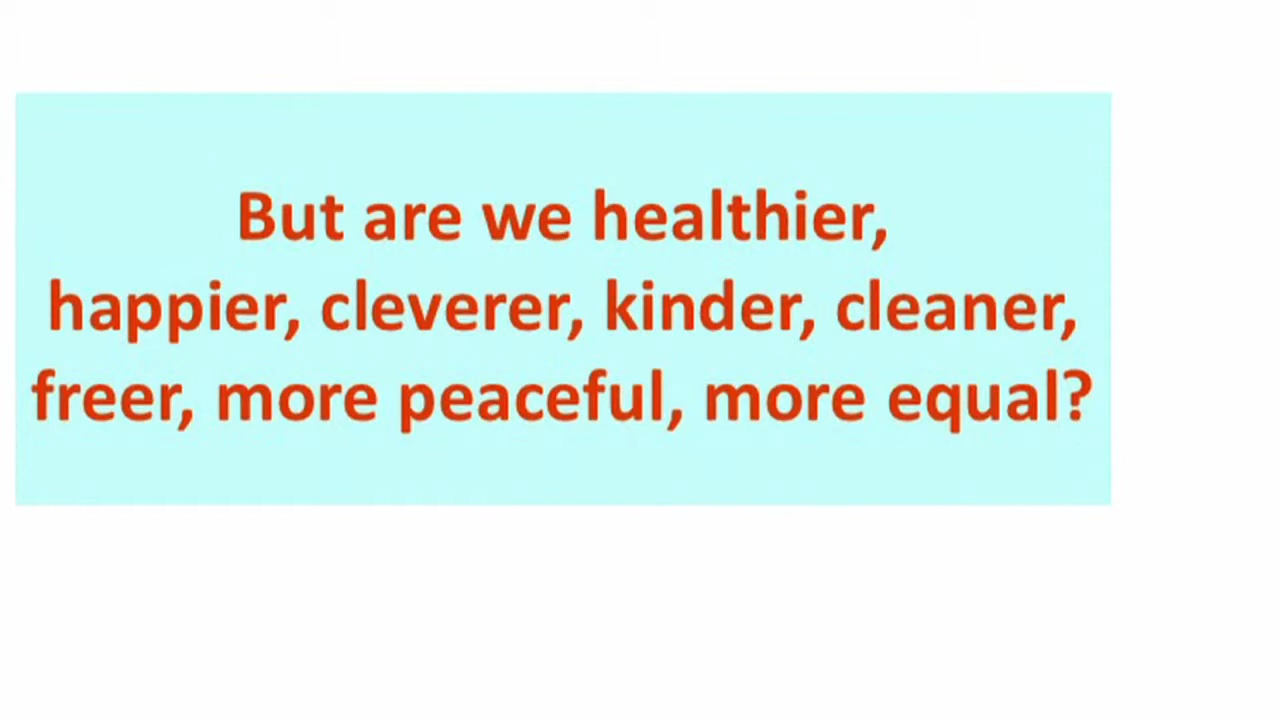 But are we healthier,
happier, cleverer, kinder, cleaner,
freer, more peaceful, more equal?